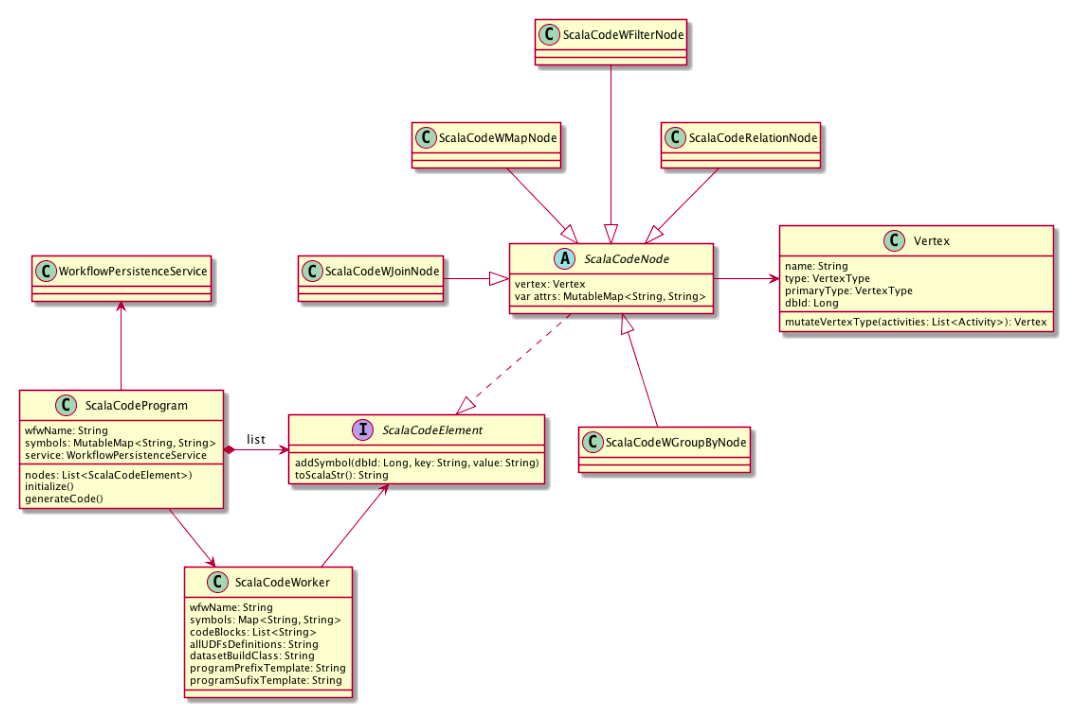 C ScalaCodeWFilterNode
C ScalaCodeWMapNode
C ScalaCodeRelationNode
C WorkflowPersistenceService
C ScalaCodeWJoinNode
A ScalaCodeNode
vertex: Vertex
var attrs: MutableMap<String, String>
C Vertex
name: String
type: VertexType
primaryType: VertexType
dbId: Long
mutateVertexType(activities: List<Activity>): Vertex
C ScalaCodeProgram
wfwName: String
symbols: MutableMap<String, String>
service: WorkflowPersistenceService
nodes: List<ScalaCodeElement>)
initialize()
generateCode()
list
I ScalaCodeElement
addSymbol(dbId: Long, key: String, value: String)
toScalaStr(): String
C ScalaCodeWGroupByNode
C ScalaCodeWorker
wfwName: String
symbols: Map<String, String>
codeBlocks: List<String>
allUDFsDefinitions: String
datasetBuildClass: String
programPrefixTemplate: String
programSufixTemplate: String